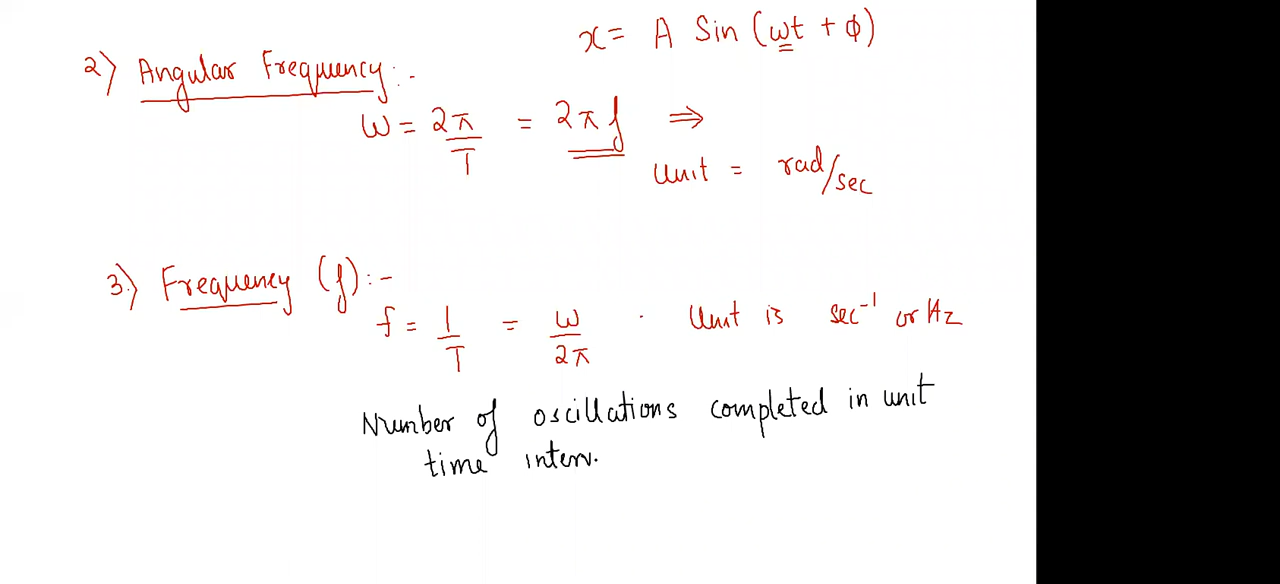 x = A Sin (ωt + φ)
2) Angular Frequency :-
ω = 2π/T = 2πf ⇒
Unit = rad/sec
3.) Frequency (f) :-
f = 1/T = ω/2π . Unit is sec⁻¹ or Hz
Number of oscillations completed in unit
time interv.